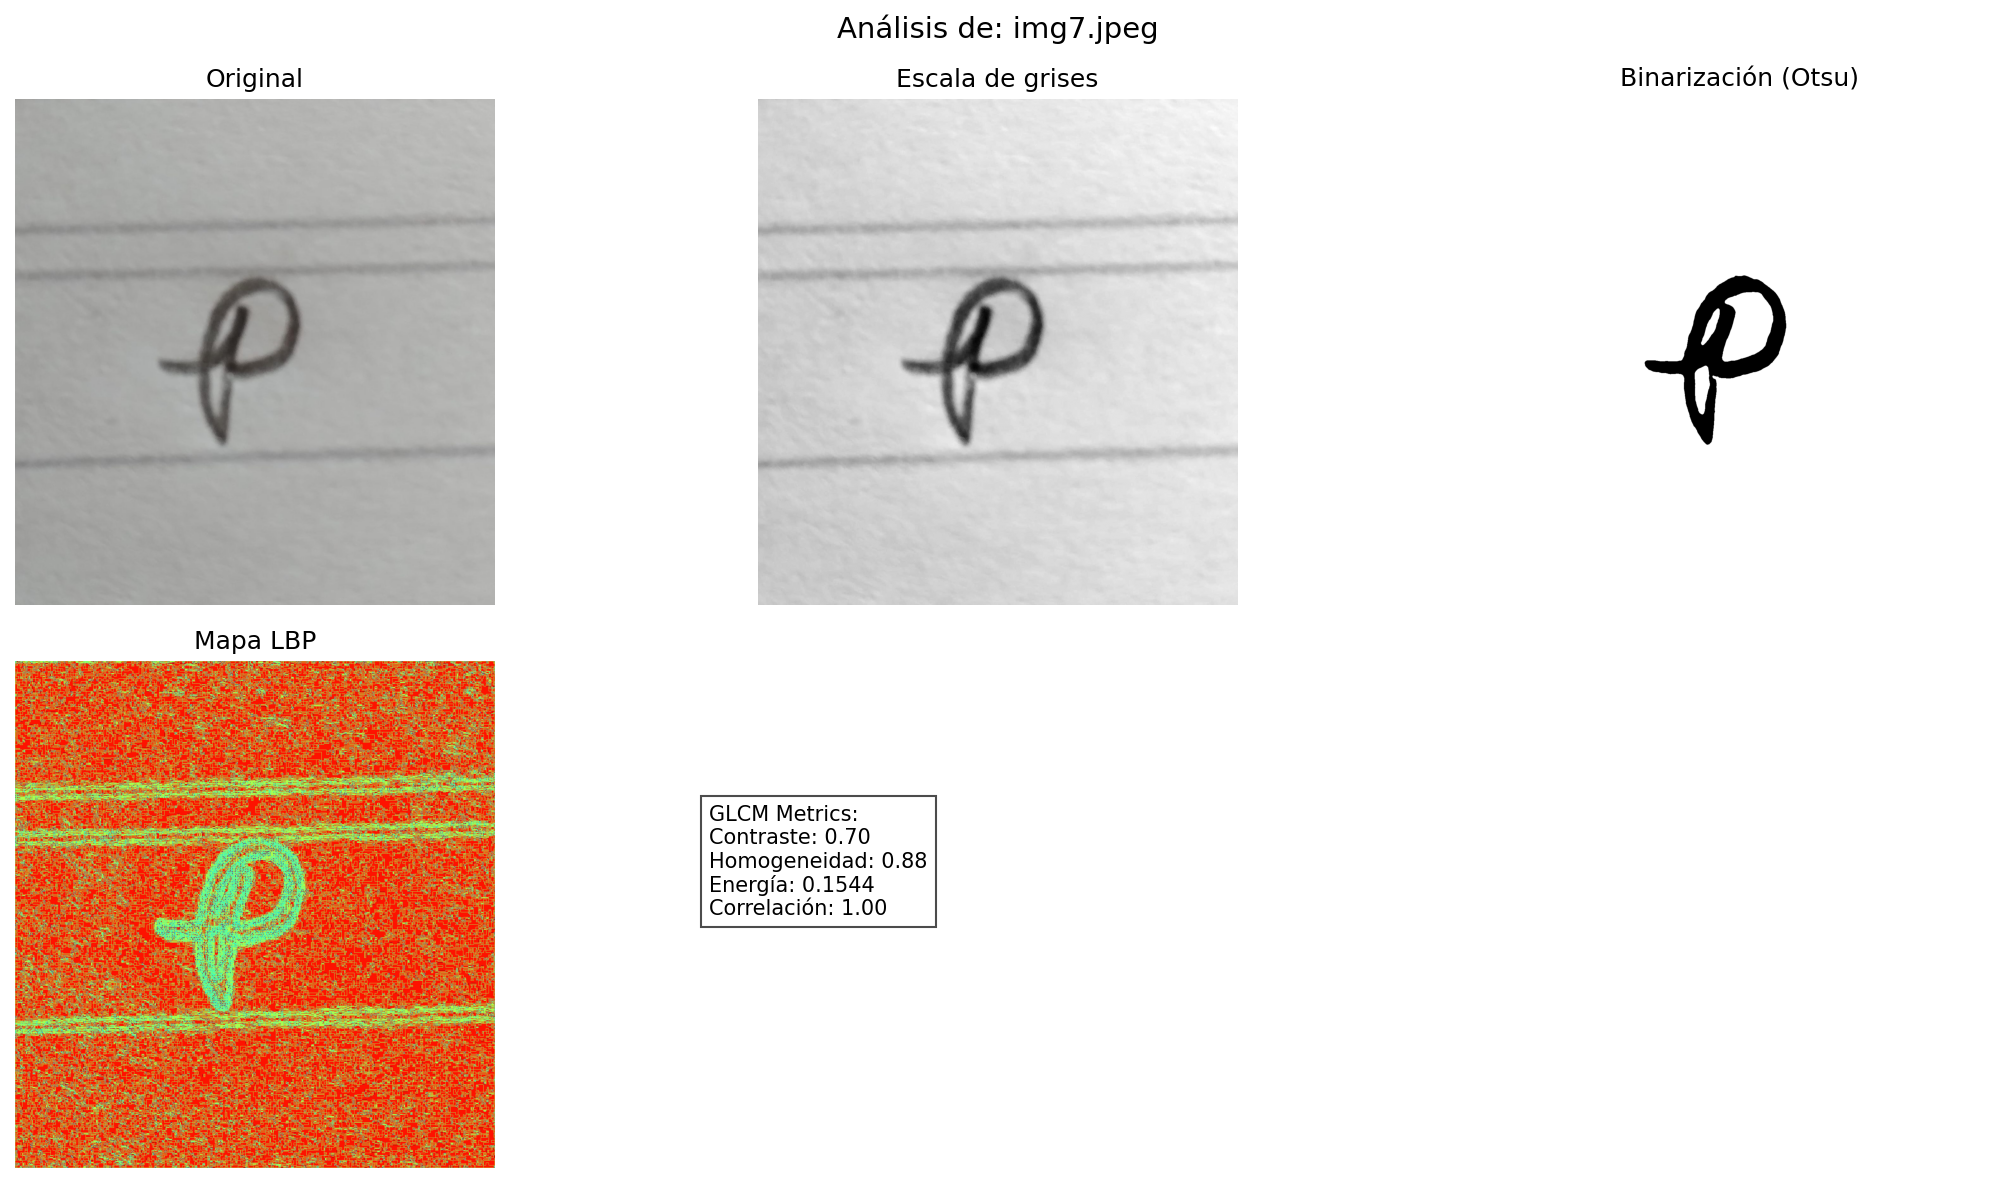 Análisis de: img7.jpeg
Original
Escala de grises
Binarización (Otsu)
Mapa LBP
GLCM Metrics:
Contraste: 0.70
Homogeneidad: 0.88
Energía: 0.1544
Correlación: 1.00